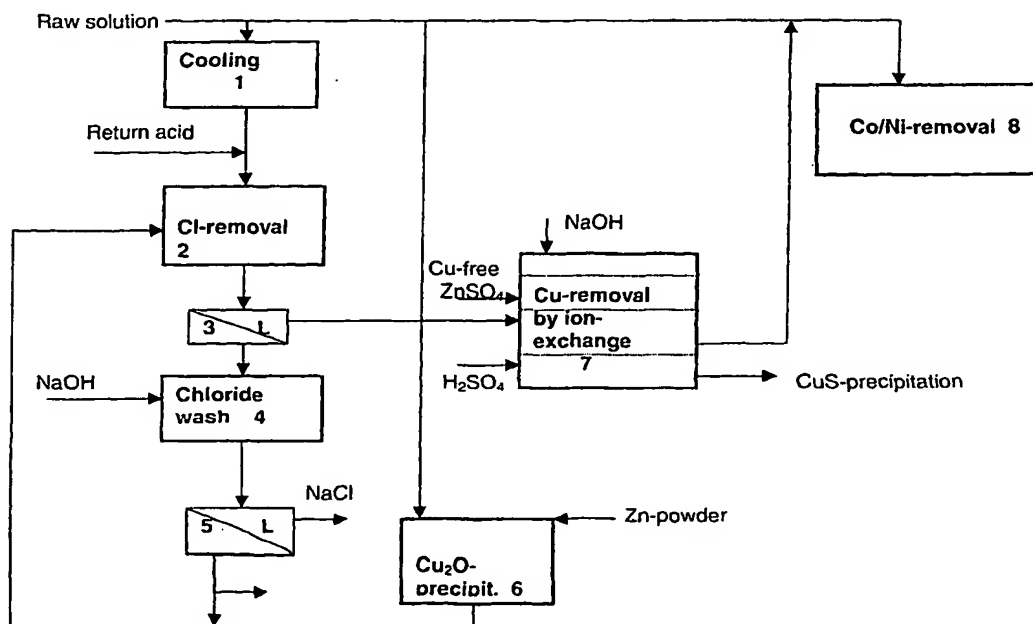 Raw solution
Cooling
1
Co/Ni-removal 8
Return acid
Cl-removal
2
NaOH
Cu-free
ZnSO₄
Cu-removal
by ion-
exchange
7
3 L
H₂SO₄
CuS-precipitation
NaOH
Chloride
wash 4
NaCl
5 L
Zn-powder
Cu₂O-
precipit. 6